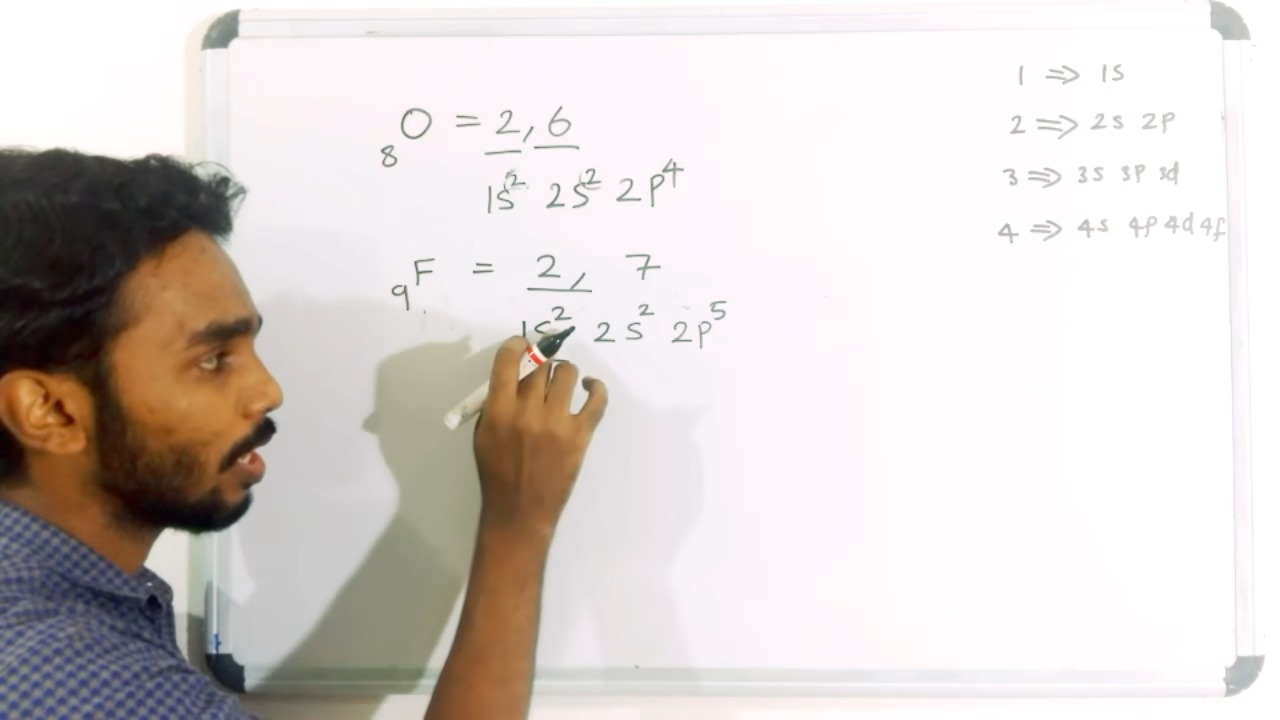 ₈O = 2, 6
1s² 2s² 2p⁴
₉F = 2, 7
1s² 2s² 2p⁵
1 ⇒ 1s
2 ⇒ 2s 2p
3 ⇒ 3s 3p 3d
4 ⇒ 4s 4p 4d 4f